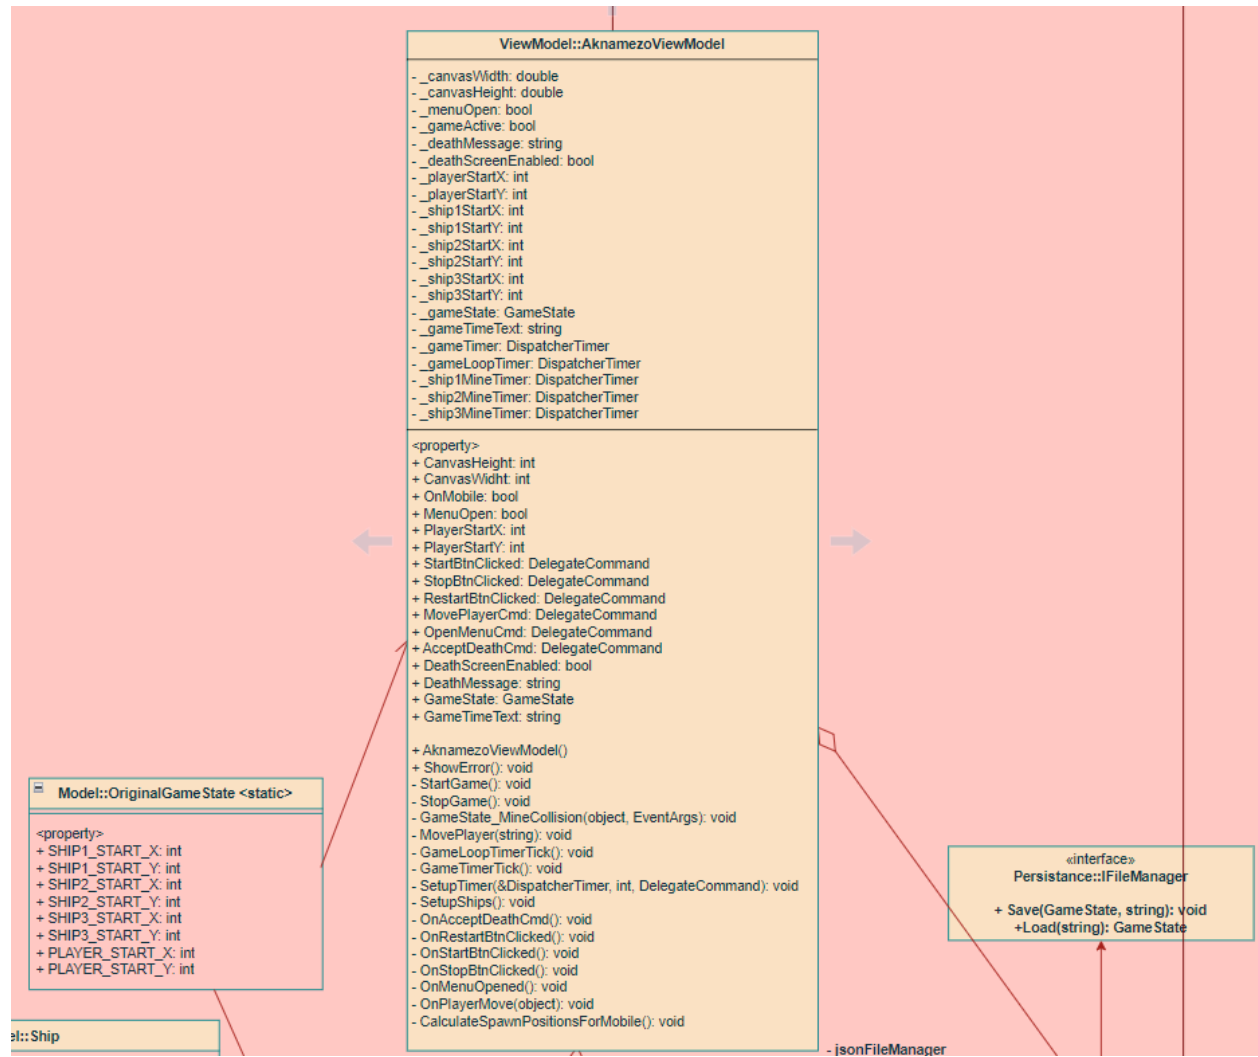 ViewModel::AknamezoViewModel
- _canvasWidth: double
- _canvasHeight: double
- _menuOpen: bool
- _gameActive: bool
- _deathMessage: string
- _deathScreenEnabled: bool
- _playerStartX: int
- _playerStartY: int
- _ship1StartX: int
- _ship1StartY: int
- _ship2StartX: int
- _ship2StartY: int
- _ship3StartX: int
- _ship3StartY: int
- _gameState: GameState
- _gameTimeText: string
- _gameTimer: DispatcherTimer
- _gameLoopTimer: DispatcherTimer
- _ship1MineTimer: DispatcherTimer
- _ship2MineTimer: DispatcherTimer
- _ship3MineTimer: DispatcherTimer
<property>
+ CanvasHeight: int
+ CanvasWidht: int
+ OnMobile: bool
+ MenuOpen: bool
+ PlayerStartX: int
+ PlayerStartY: int
+ StartBtnClicked: DelegateCommand
+ StopBtnClicked: DelegateCommand
+ RestartBtnClicked: DelegateCommand
+ MovePlayerCmd: DelegateCommand
+ OpenMenuCmd: DelegateCommand
+ AcceptDeathCmd: DelegateCommand
+ DeathScreenEnabled: bool
+ DeathMessage: string
+ GameState: GameState
+ GameTimeText: string
+ AknamezoViewModel()
+ ShowError(): void
- StartGame(): void
- StopGame(): void
- GameState_MineCollision(object, EventArgs): void
- MovePlayer(string): void
- GameLoopTimerTick(): void
- GameTimerTick(): void
- SetupTimer(&DispatcherTimer, int, DelegateCommand): void
- SetupShips(): void
- OnAcceptDeathCmd(): void
- OnRestartBtnClicked(): void
- OnStartBtnClicked(): void
- OnStopBtnClicked(): void
- OnMenuOpened(): void
- OnPlayerMove(object): void
- CalculateSpawnPositionsForMobile(): void
Model::OriginalGameState <static>
<property>
+ SHIP1_START_X: int
+ SHIP1_START_Y: int
+ SHIP2_START_X: int
+ SHIP2_START_Y: int
+ SHIP3_START_X: int
+ SHIP3_START_Y: int
+ PLAYER_START_X: int
+ PLAYER_START_Y: int
«interface»
Persistance::IFileManager
+ Save(GameState, string): void
+Load(string): GameState
el::Ship
- jsonFileManager